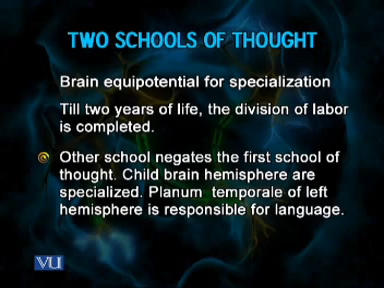 TWO SCHOOLS OF THOUGHT
Brain equipotential for specialization
Till two years of life, the division of labor
is completed.
Other school negates the first school of
thought. Child brain hemisphere are
specialized. Planum temporale of left
hemisphere is responsible for language.
VU